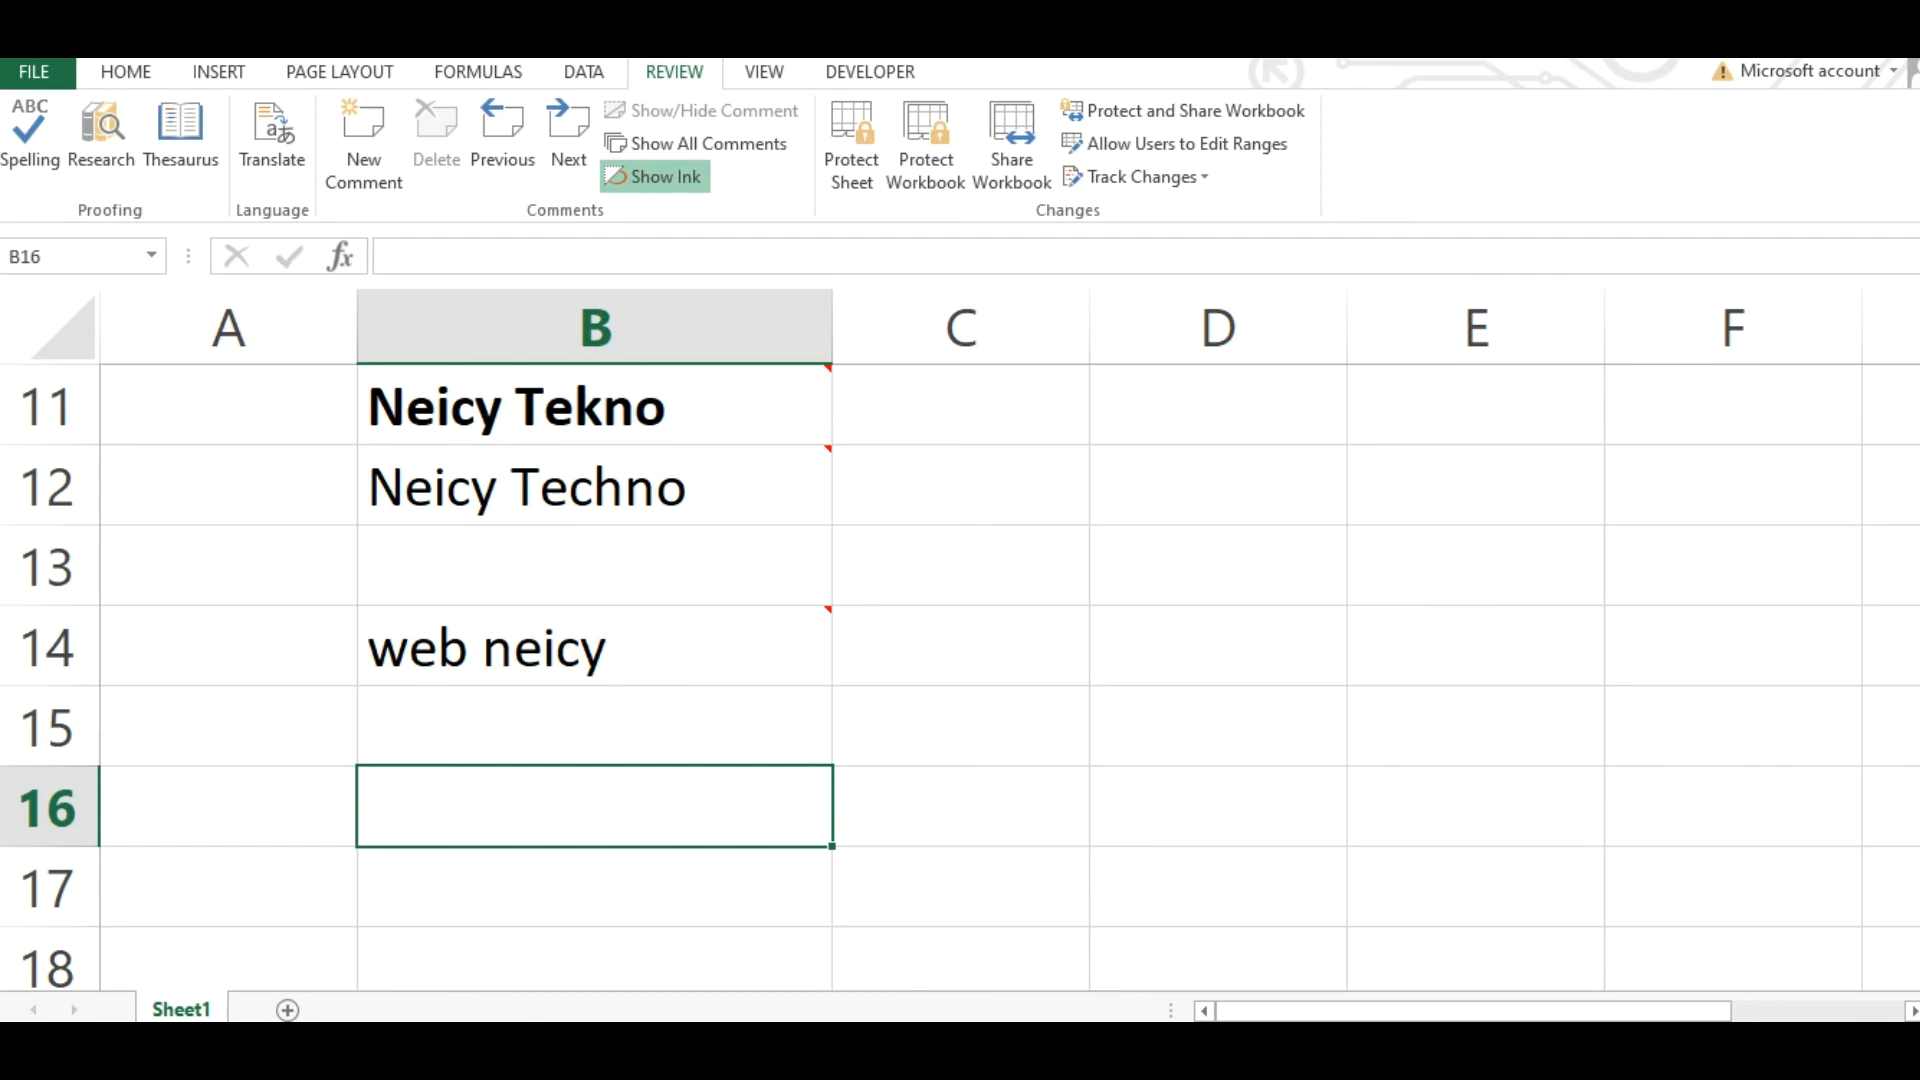 FILE HOME INSERT PAGE LAYOUT FORMULAS DATA REVIEW VIEW DEVELOPER Microsoft account
ABC
Spelling Research Thesaurus
Proofing
Translate
Language
New Comment
Delete Previous Next
Show/Hide Comment
Show All Comments
Show Ink
Comments
Protect Sheet
Protect Workbook
Share Workbook
Protect and Share Workbook
Allow Users to Edit Ranges
Track Changes
Changes
B16 fx
A B C D E F
11 Neicy Tekno
12 Neicy Techno
13
14 web neicy
15
16
17
18
Sheet1